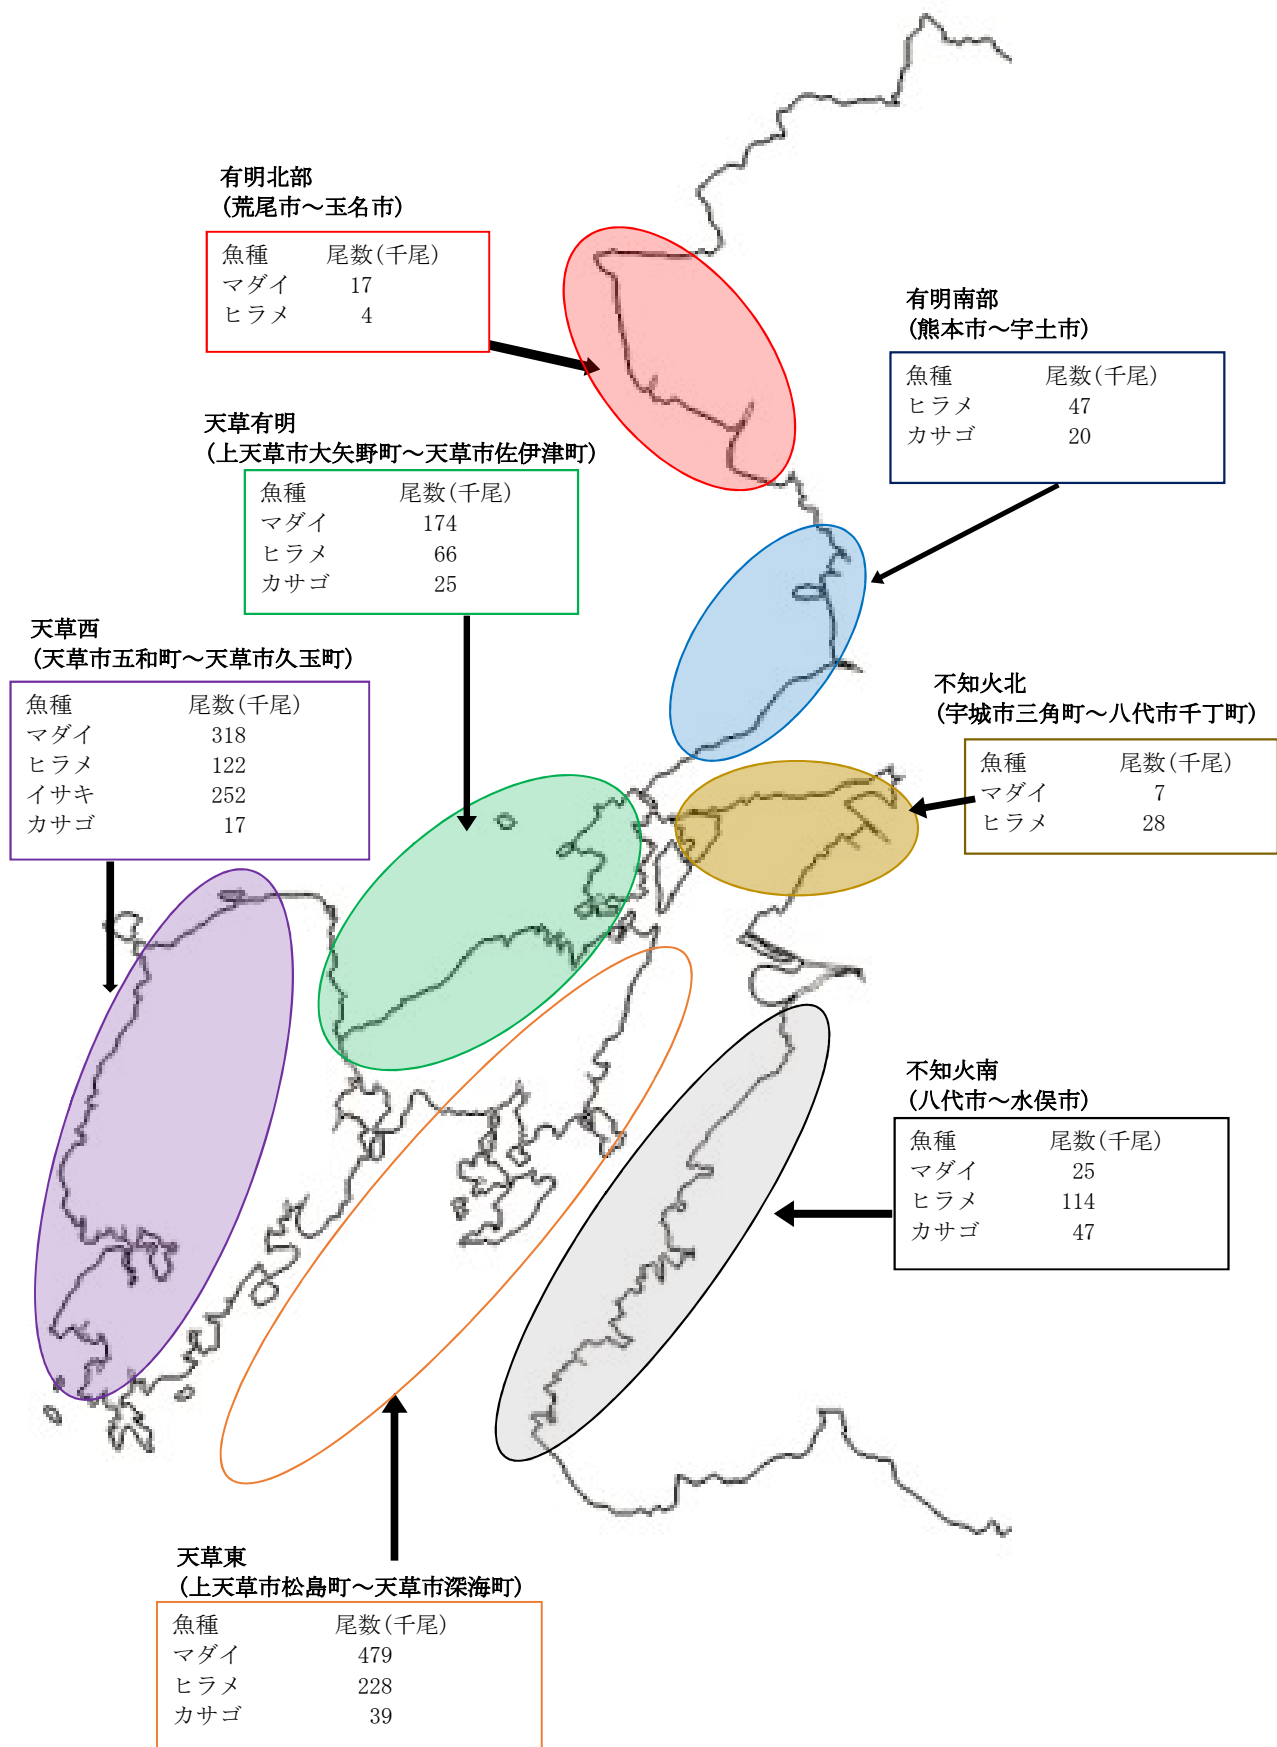 有明北部
(荒尾市～玉名市)
魚種 尾数(千尾)
マダイ 17
ヒラメ 4
有明南部
(熊本市～宇土市)
魚種 尾数(千尾)
ヒラメ 47
カサゴ 20
天草有明
(上天草市大矢野町～天草市佐伊津町)
魚種 尾数(千尾)
マダイ 174
ヒラメ 66
カサゴ 25
天草西
(天草市五和町～天草市久玉町)
魚種 尾数(千尾)
マダイ 318
ヒラメ 122
イサキ 252
カサゴ 17
不知火北
(宇城市三角町～八代市千丁町)
魚種 尾数(千尾)
マダイ 7
ヒラメ 28
不知火南
(八代市～水俣市)
魚種 尾数(千尾)
マダイ 25
ヒラメ 114
カサゴ 47
天草東
(上天草市松島町～天草市深海町)
魚種 尾数(千尾)
マダイ 479
ヒラメ 228
カサゴ 39